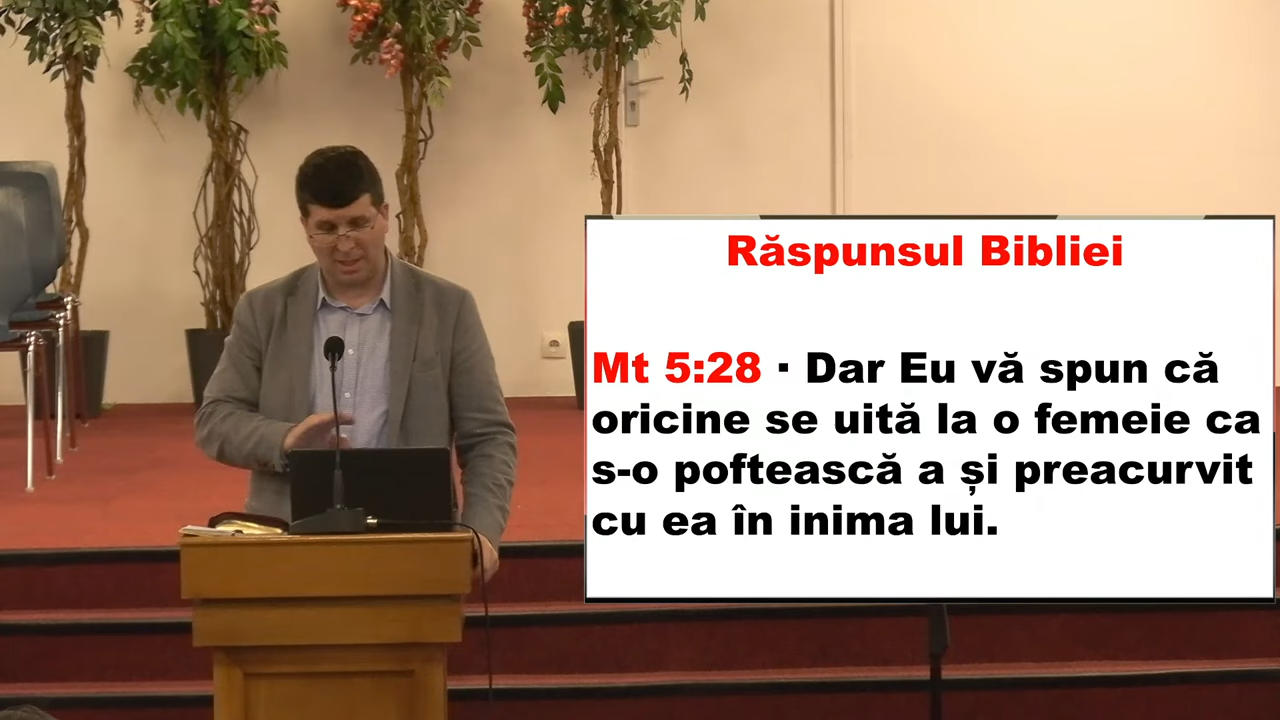 Răspunsul Bibliei
Mt 5:28 · Dar Eu vă spun că
oricine se uită la o femeie ca
s-o poftească a și preacurvit
cu ea în inima lui.